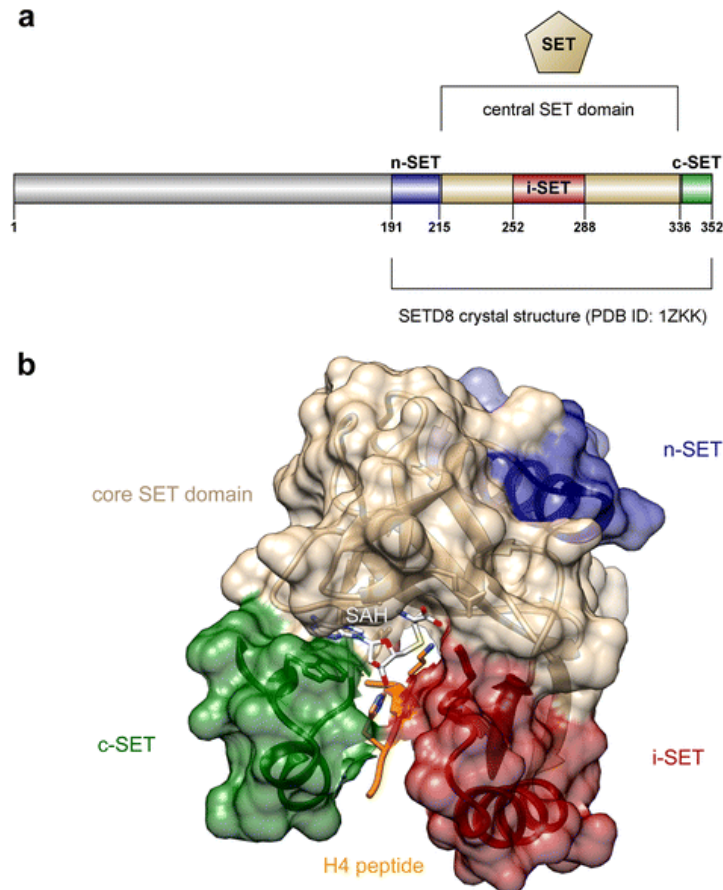 a
SET
central SET domain
n-SET
c-SET
i-SET
1
191
215
252
288
336
352
SETD8 crystal structure (PDB ID: 1ZKK)
b
n-SET
core SET domain
SAH
c-SET
i-SET
H4 peptide